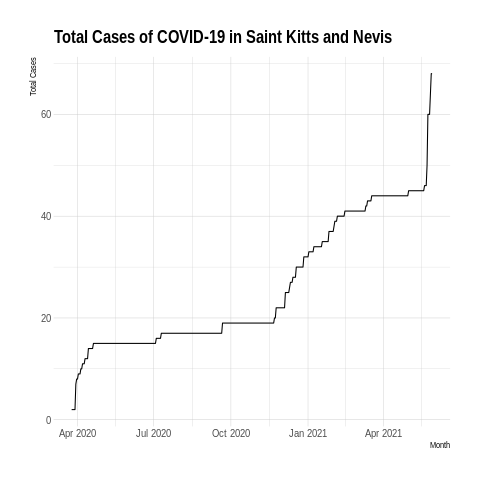 Total Cases of COVID-19 in Saint Kitts and Nevis
Total Cases
60
40
20
0
Apr 2020 Jul 2020 Oct 2020 Jan 2021 Apr 2021
Month